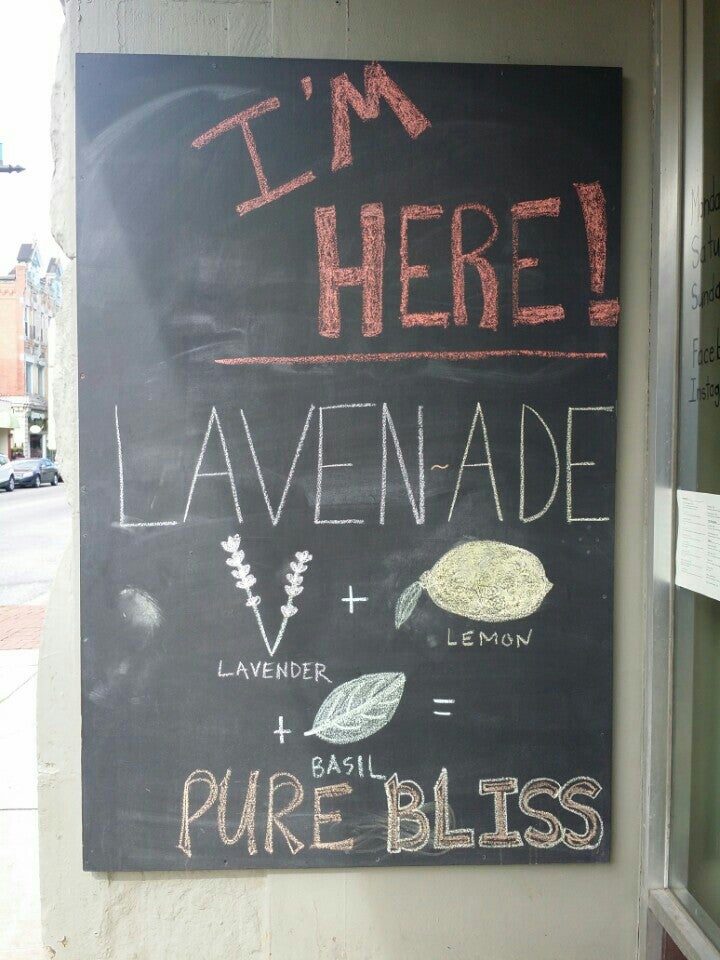 I'M
HERE!
LAVEN~ADE
+
LEMON
LAVENDER
+ =
BASIL
PURE BLISS